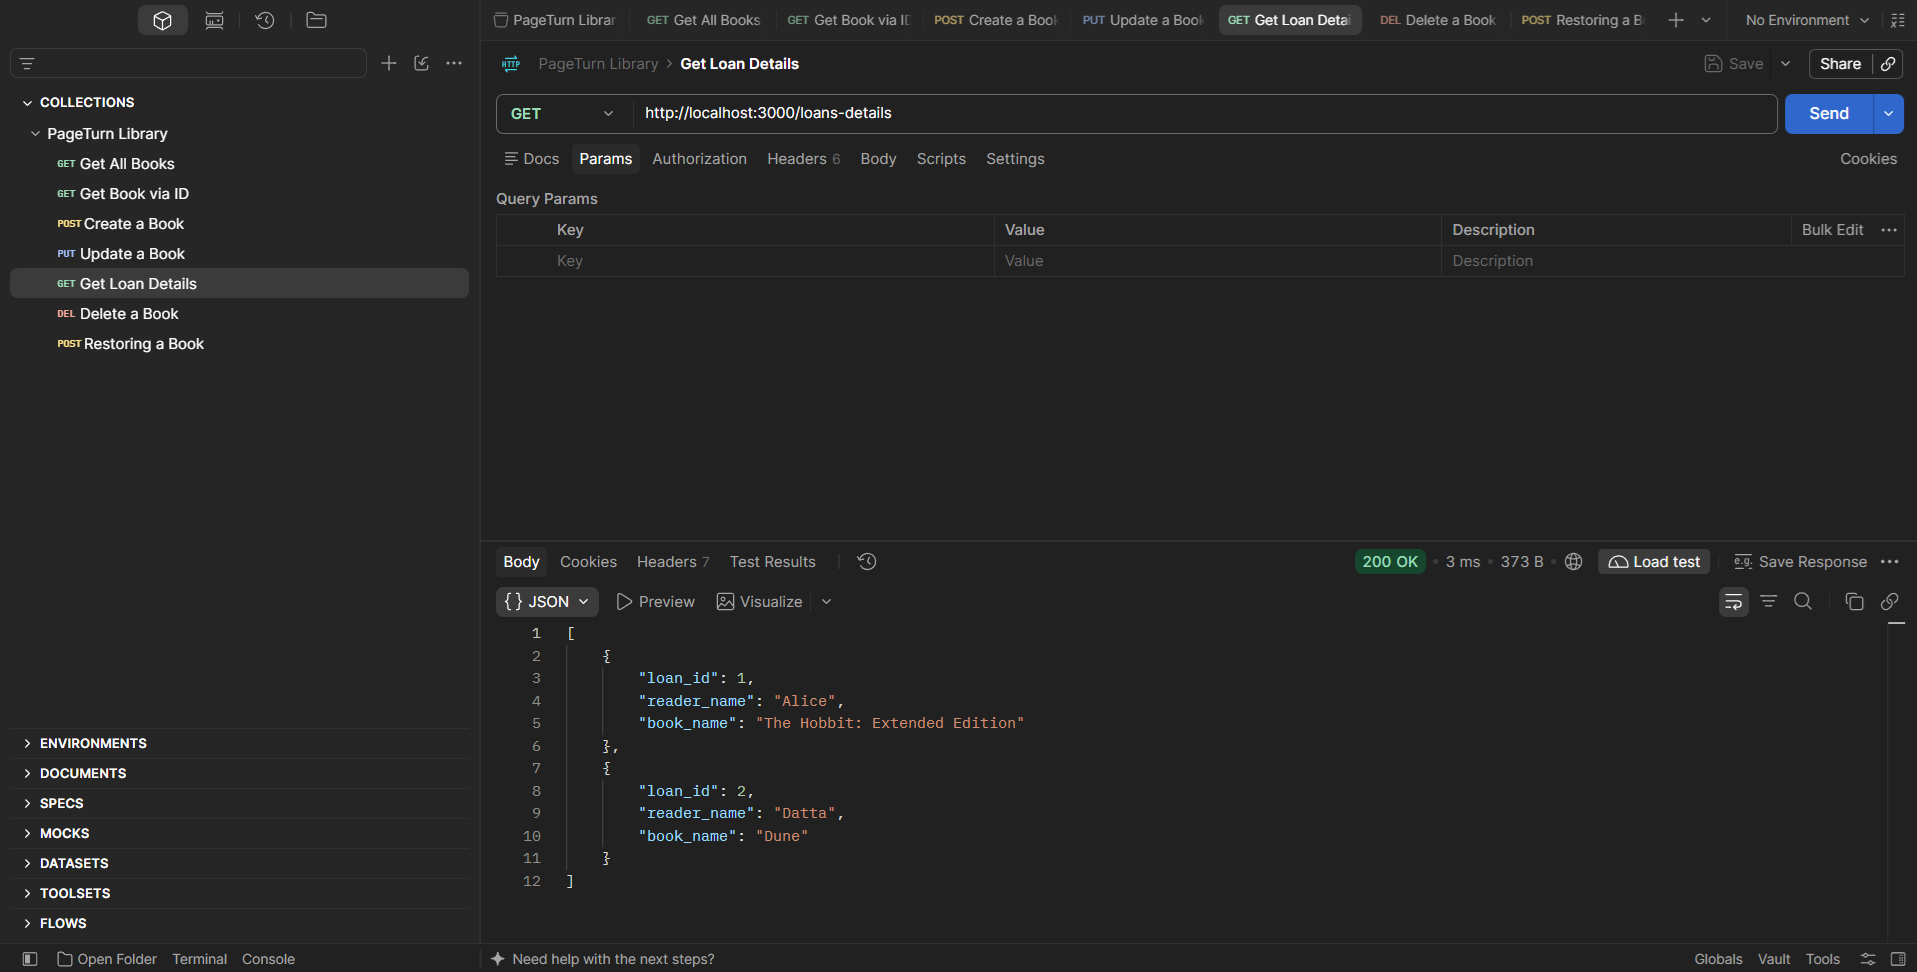 PageTurn Librar
GET Get All Books
GET Get Book via ID
POST Create a Book
PUT Update a Book
GET Get Loan Detai
DEL Delete a Book
POST Restoring a B
No Environment
HTTP PageTurn Library > Get Loan Details
Save
Share
COLLECTIONS
PageTurn Library
GET Get All Books
GET Get Book via ID
POST Create a Book
PUT Update a Book
GET Get Loan Details
DEL Delete a Book
POST Restoring a Book
ENVIRONMENTS
DOCUMENTS
SPECS
MOCKS
DATASETS
TOOLSETS
FLOWS
GET http://localhost:3000/loans-details
Send
Docs Params Authorization Headers 6 Body Scripts Settings
Cookies
Query Params
Key Value Description Bulk Edit
Key Value Description
Body Cookies Headers 7 Test Results
200 OK • 3 ms • 373 B •
Load test
e.g. Save Response
{} JSON Preview Visualize
1 [
2 {
3 "loan_id": 1,
4 "reader_name": "Alice",
5 "book_name": "The Hobbit: Extended Edition"
6 },
7 {
8 "loan_id": 2,
9 "reader_name": "Datta",
10 "book_name": "Dune"
11 }
12 ]
Open Folder Terminal Console
Need help with the next steps?
Globals Vault Tools